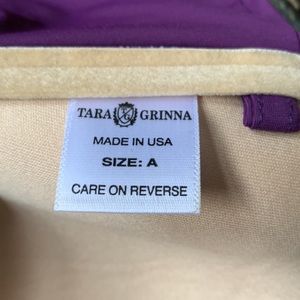 TARA GRINNA
MADE IN USA
SIZE: A
CARE ON REVERSE